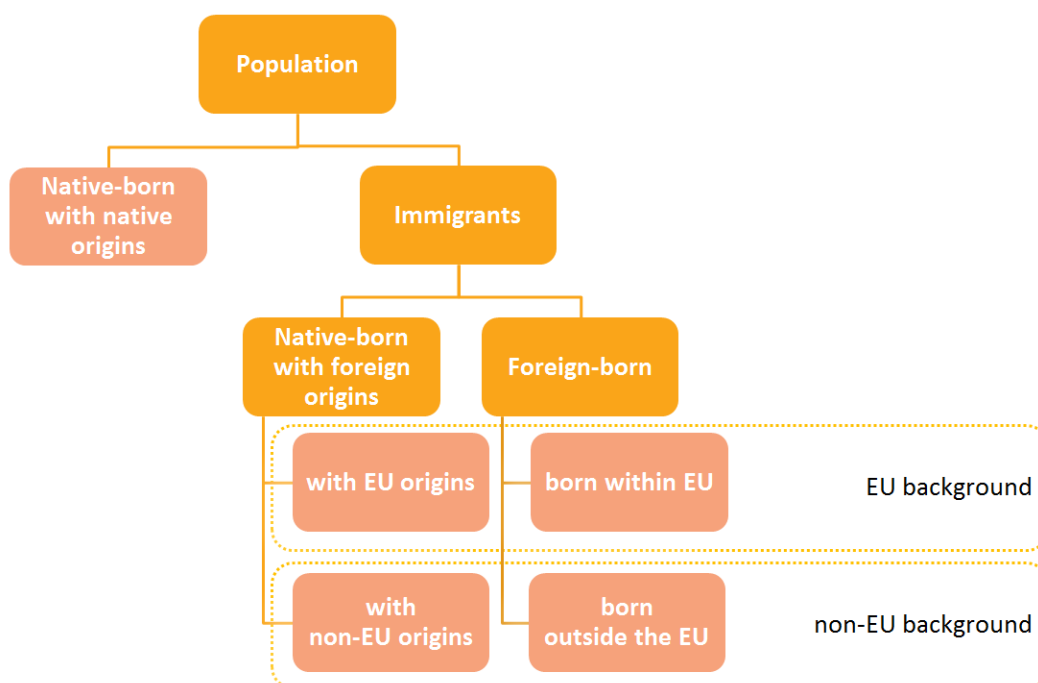 Population
Native-born
with native
origins
Immigrants
Native-born
with foreign
origins
Foreign-born
with EU origins
born within EU
EU background
with
non-EU origins
born
outside the EU
non-EU background